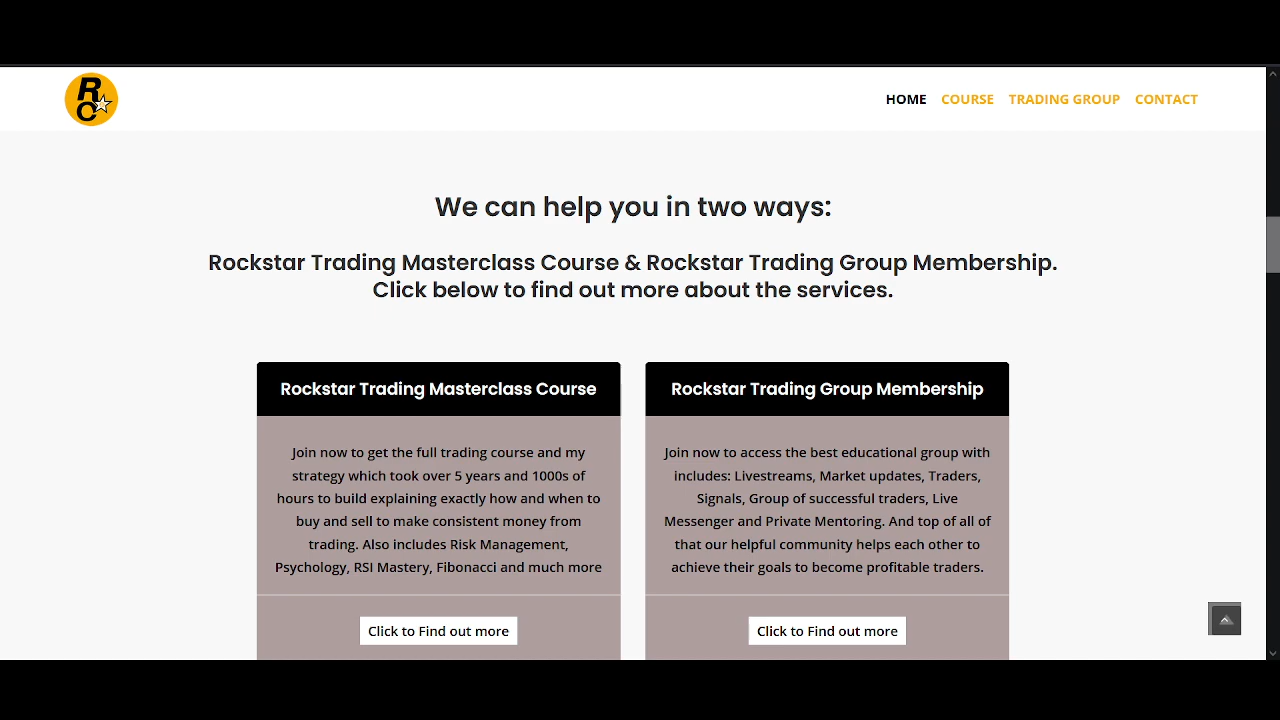 R
C
HOME COURSE TRADING GROUP CONTACT
We can help you in two ways:
Rockstar Trading Masterclass Course & Rockstar Trading Group Membership.
Click below to find out more about the services.
Rockstar Trading Masterclass Course
Join now to get the full trading course and my
strategy which took over 5 years and 1000s of
hours to build explaining exactly how and when to
buy and sell to make consistent money from
trading. Also includes Risk Management,
Psychology, RSI Mastery, Fibonacci and much more
Click to Find out more
Rockstar Trading Group Membership
Join now to access the best educational group with
includes: Livestreams, Market updates, Traders,
Signals, Group of successful traders, Live
Messenger and Private Mentoring. And top of all of
that our helpful community helps each other to
achieve their goals to become profitable traders.
Click to Find out more